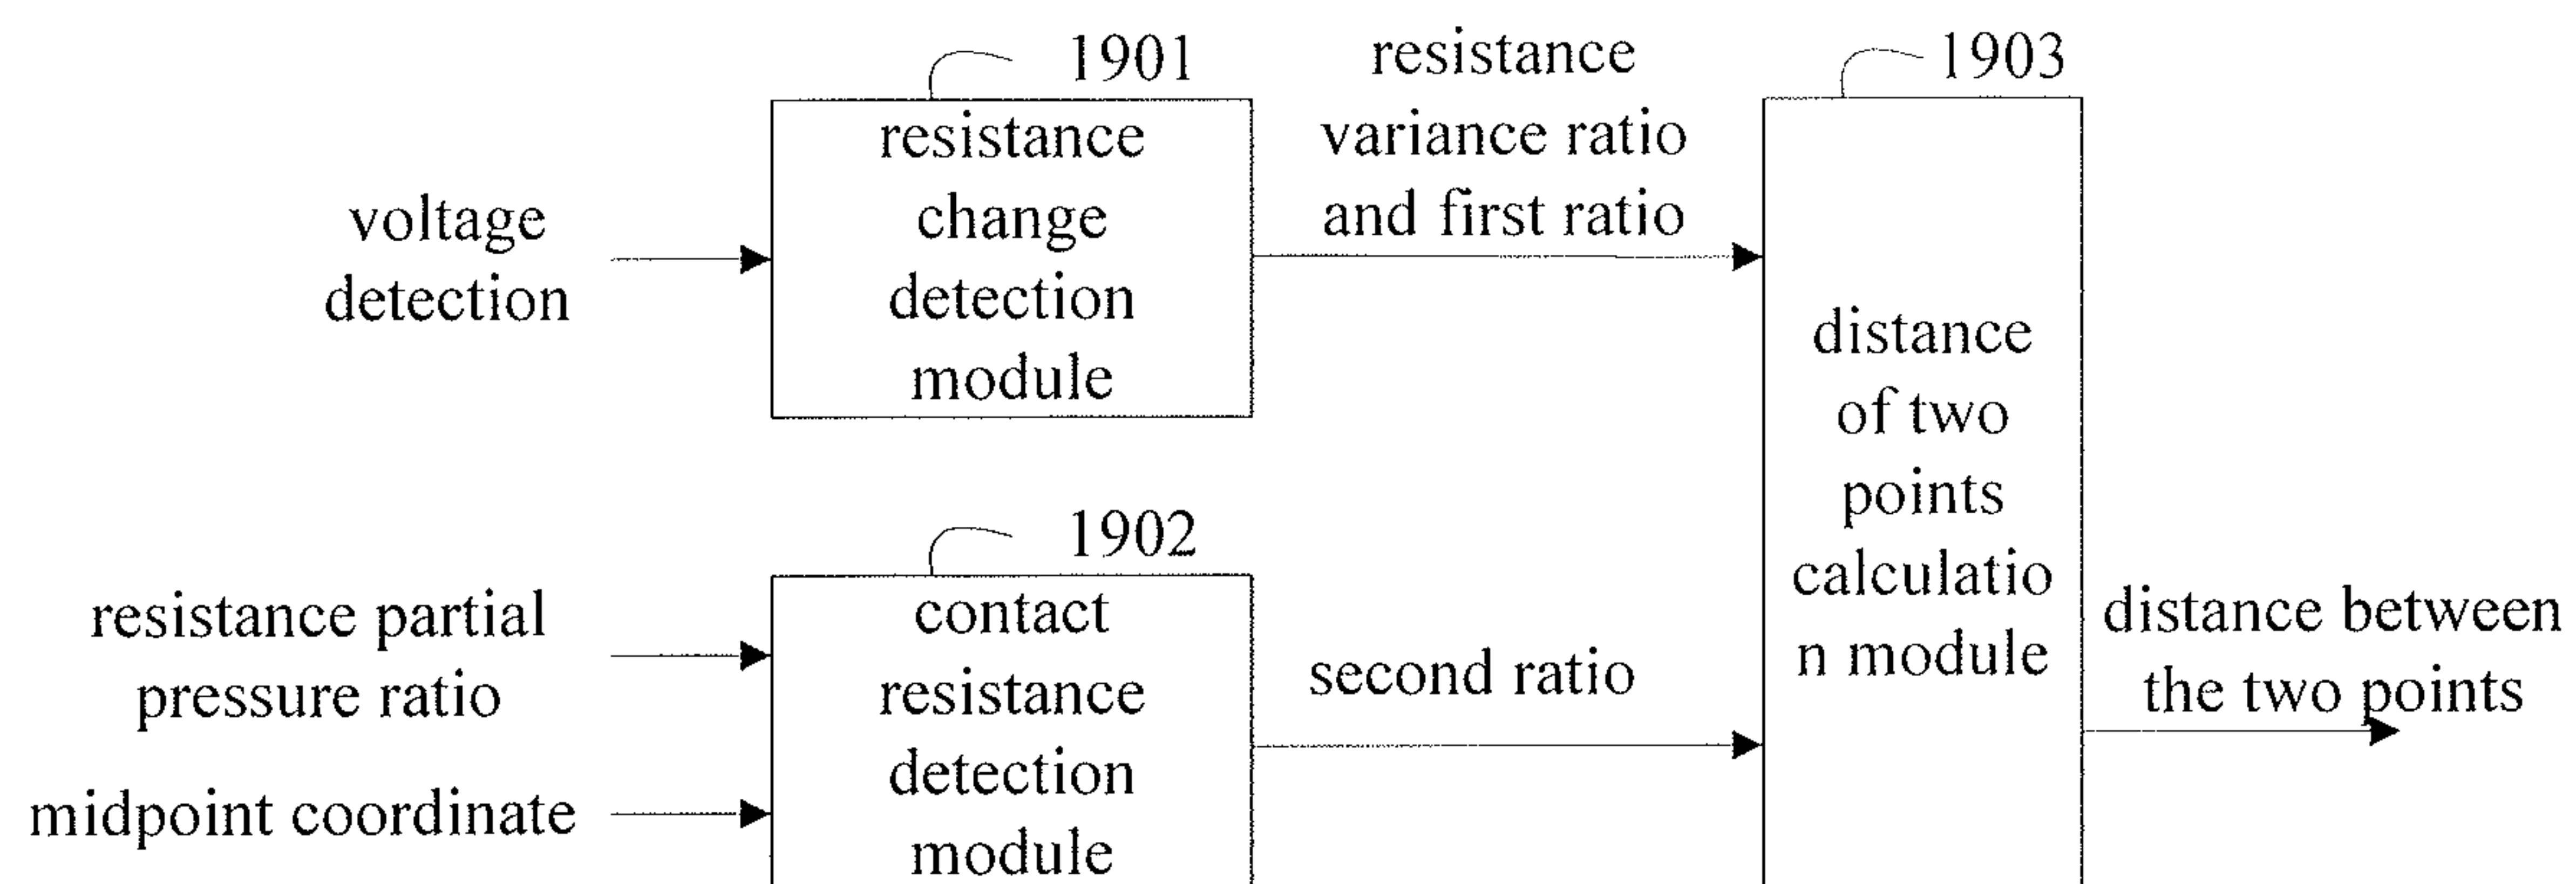 1901
resistance
change
detection
module
voltage
detection
resistance
variance ratio
and first ratio
1903
distance
of two
points
calculatio
n module
1902
contact
resistance
detection
module
resistance partial
pressure ratio
midpoint coordinate
second ratio
distance between
the two points